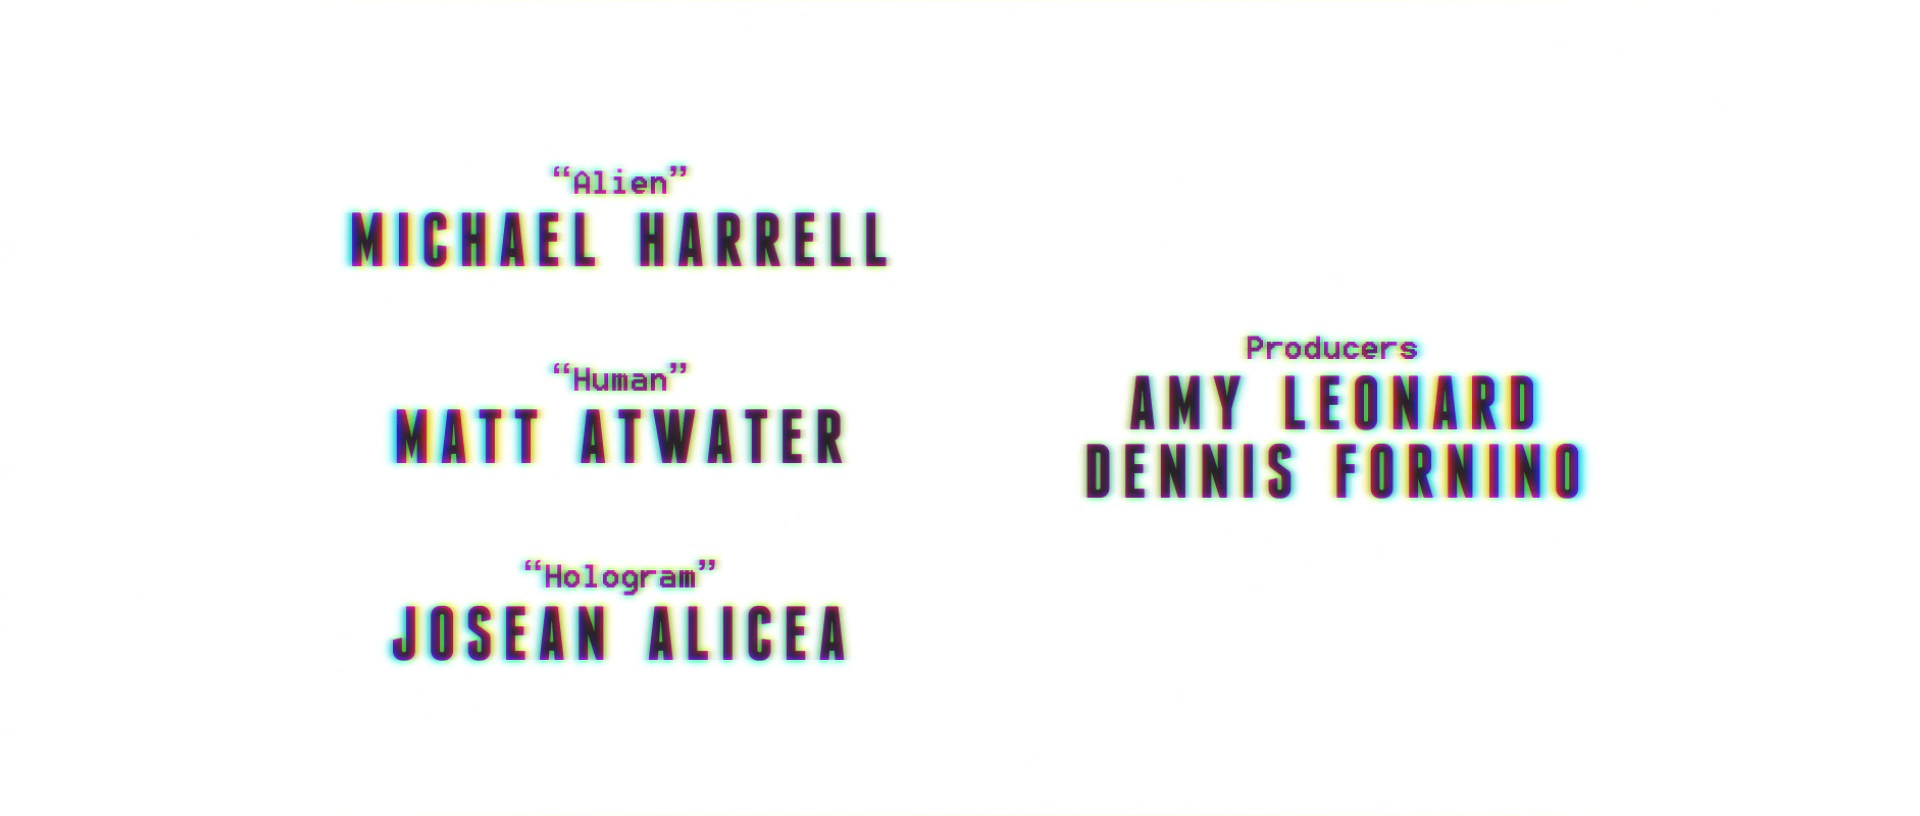 “Alien”
MICHAEL HARRELL
“Human”
MATT ATWATER
“Hologram”
JOSEAN ALICEA
Producers
AMY LEONARD
DENNIS FORNINO